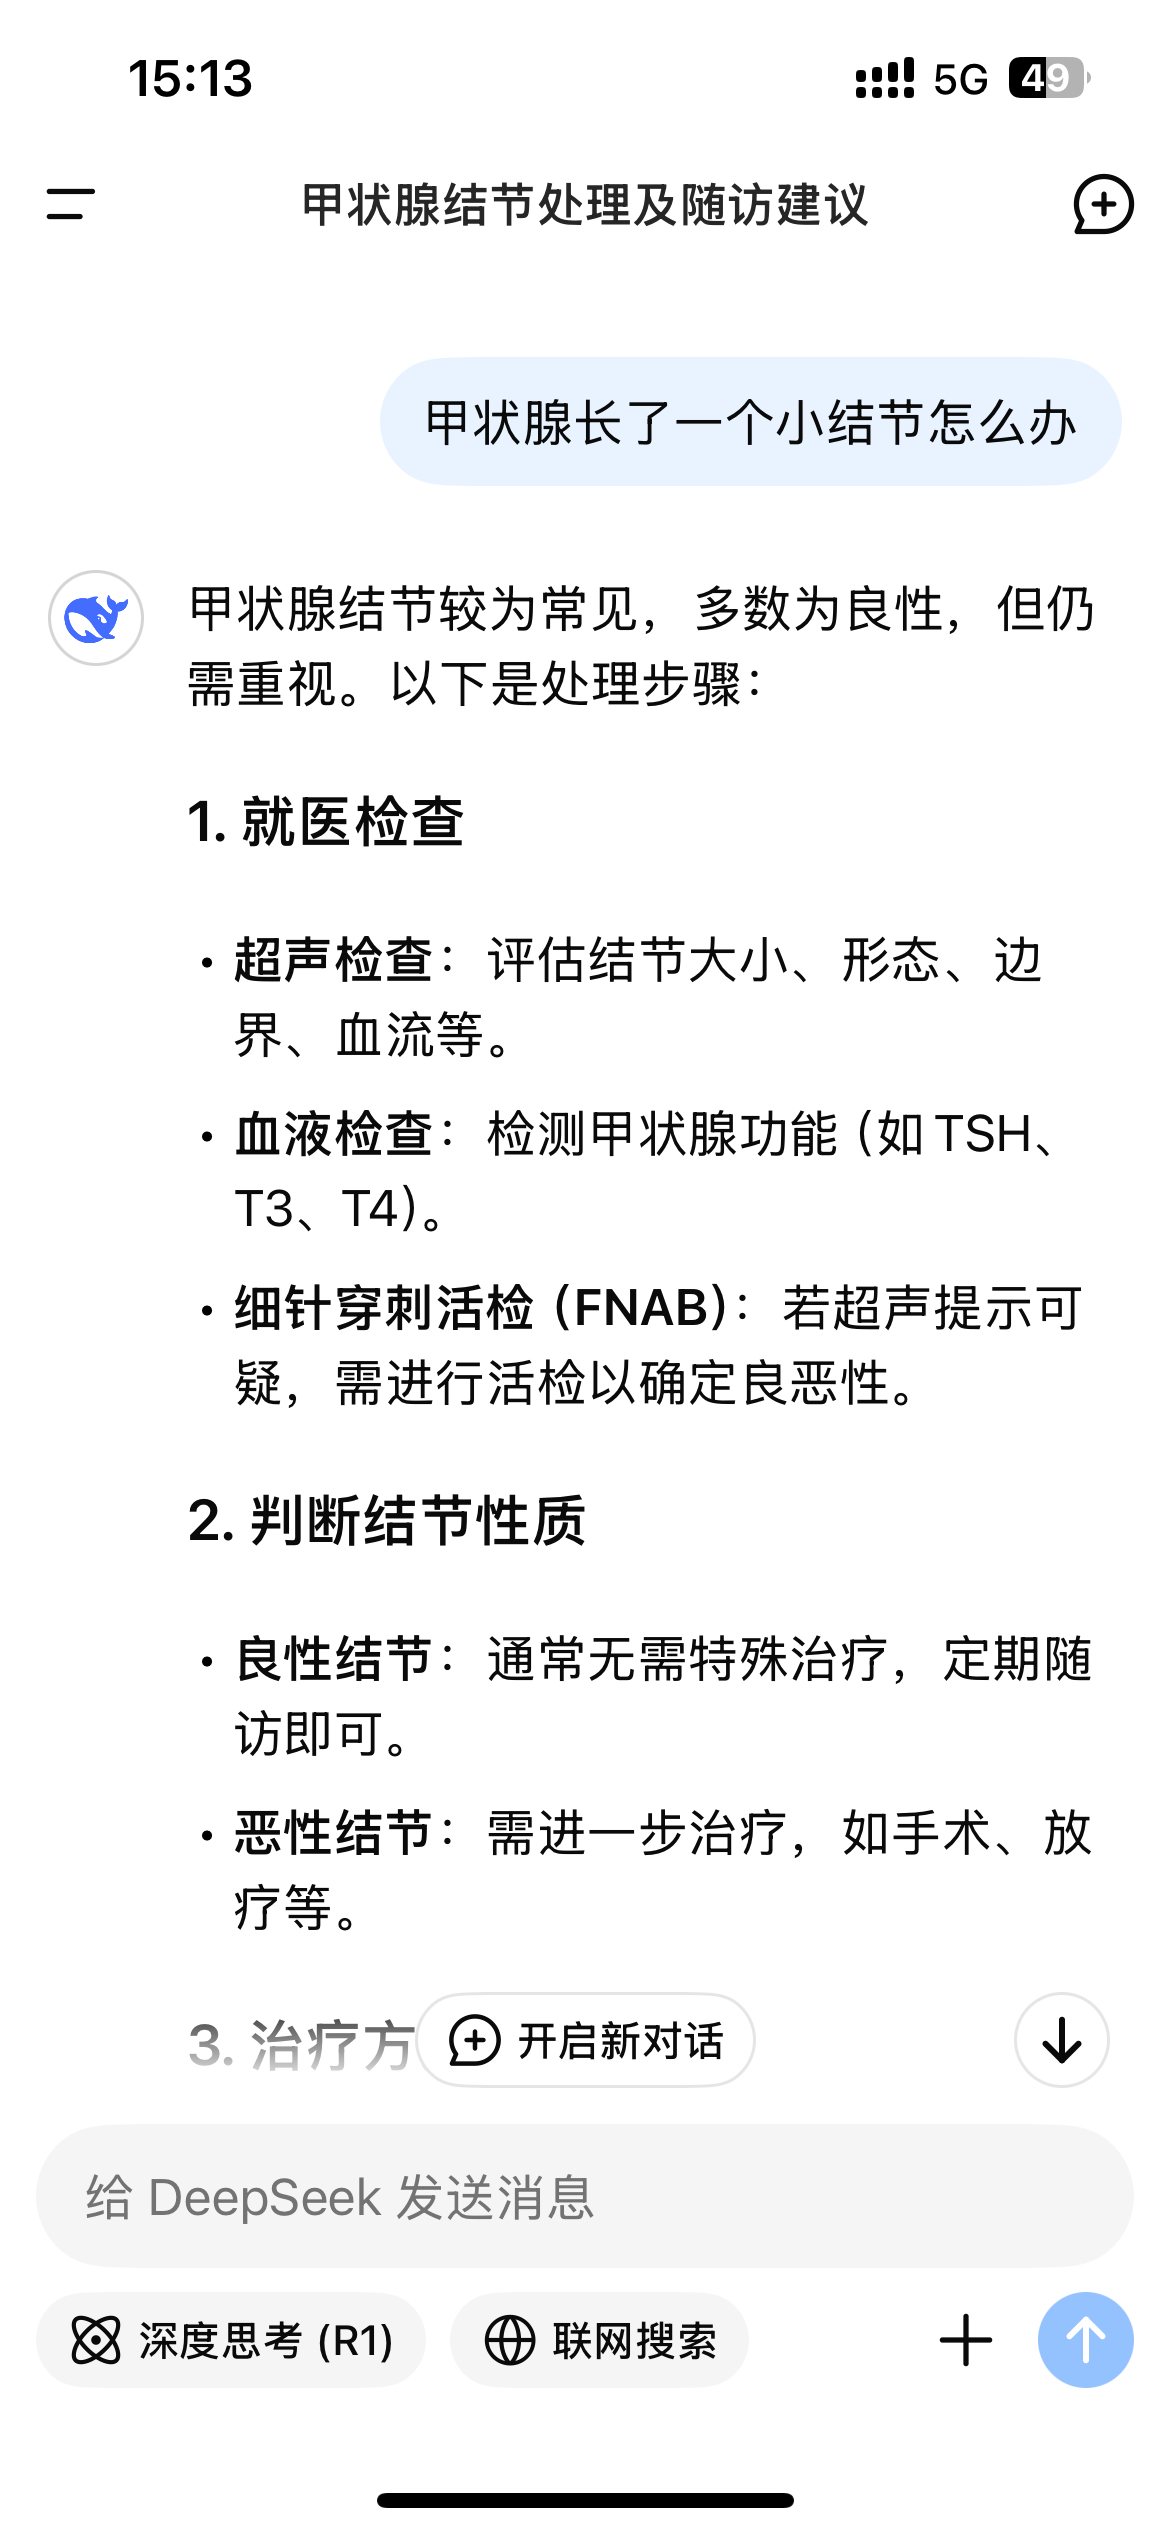 15:13
5G 49
甲状腺结节处理及随访建议
甲状腺长了一个小结节怎么办
甲状腺结节较为常见，多数为良性，但仍
需重视。以下是处理步骤：
1. 就医检查
• 超声检查：评估结节大小、形态、边
界、血流等。
• 血液检查：检测甲状腺功能（如 TSH、
T3、T4）。
• 细针穿刺活检（FNAB）：若超声提示可
疑，需进行活检以确定良恶性。
2. 判断结节性质
• 良性结节：通常无需特殊治疗，定期随
访即可。
• 恶性结节：需进一步治疗，如手术、放
疗等。
3. 治疗方
开启新对话
给 DeepSeek 发送消息
深度思考 (R1)
联网搜索